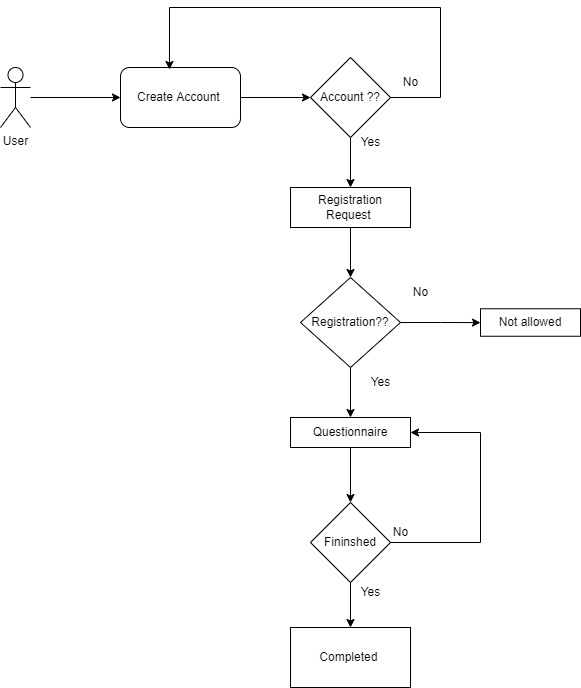 No
Create Account
Account ??
User
Yes
Registration
Request
No
Registration??
Not allowed
Yes
Questionnaire
No
Fininshed
Yes
Completed